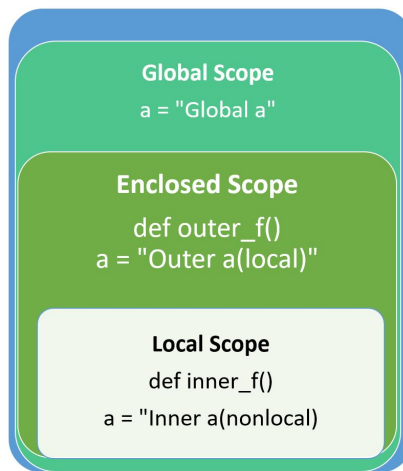 Global Scope
a = "Global a"
Enclosed Scope
def outer_f()
a = "Outer a(local)"
Local Scope
def inner_f()
a = "Inner a(nonlocal)